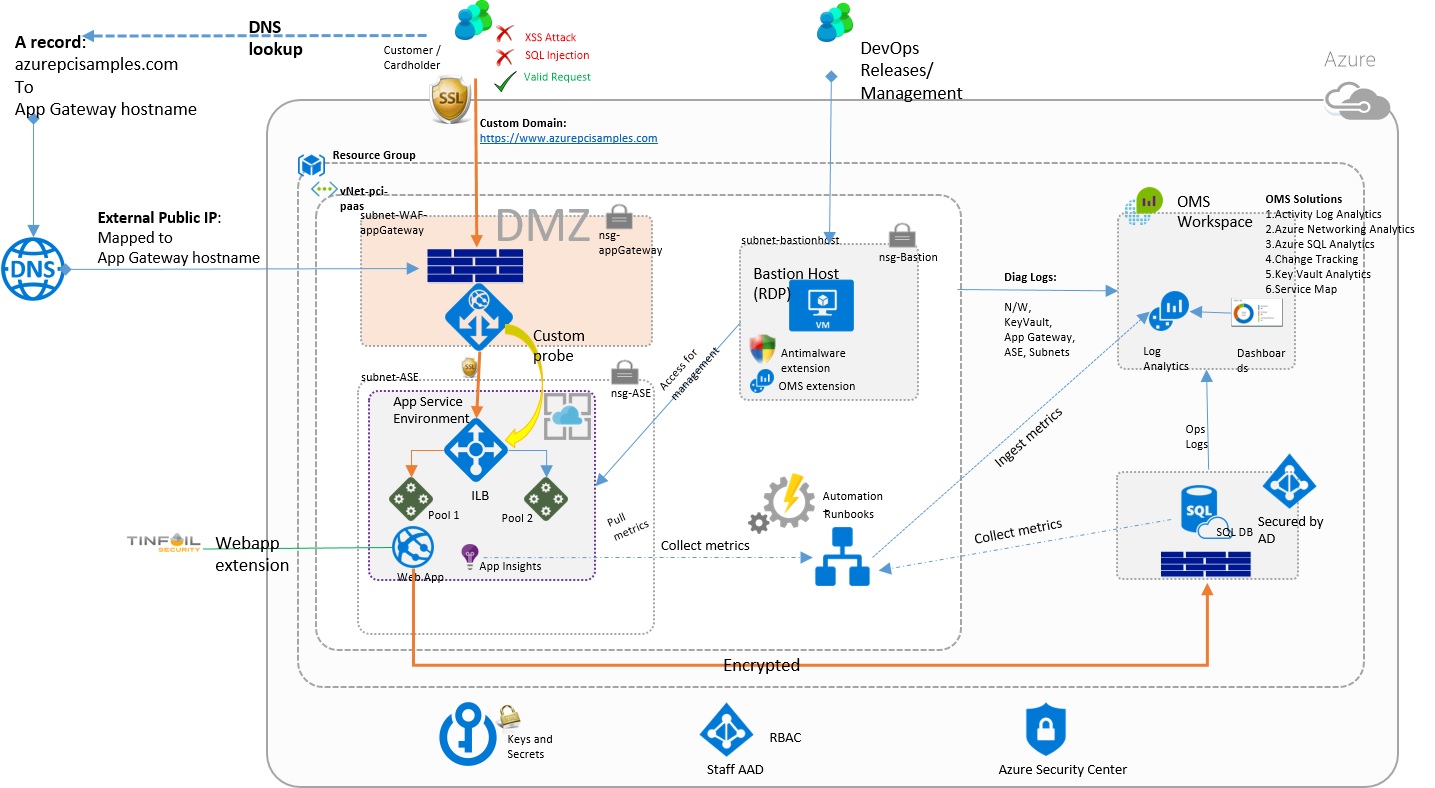 DNS
lookup
A record:
azurepcisamples.com
To
App Gateway hostname
Customer /
Cardholder
XSS Attack
SQL Injection
Valid Request
SSL
DevOps
Releases/
Management
Azure
Custom Domain:
https://www.azurepcisamples.com
Resource Group
vNet-pci-
paas
subnet-WAF-
appGateway
DMZ
nsg-
appGateway
External Public IP:
Mapped to
App Gateway hostname
DNS
Custom
probe
SSL
subnet-bastionhost
nsg-Bastion
Bastion Host
(RDP)
VM
Antimalware
extension
OMS extension
Access for
management
OMS
Workspace
OMS Solutions
1.Activity Log Analytics
2.Azure Networking Analytics
3.Azure SQL Analytics
4.Change Tracking
5.Key Vault Analytics
6.Service Map
Diag Logs:
N/W,
KeyVault,
App Gateway,
ASE, Subnets
Log
Analytics
Dashboar
ds
subnet-ASE
nsg-ASE
App Service
Environment
ILB
Pool 1
Pool 2
Web App
App Insights
TINFOIL
SECURITY
Webapp
extension
Pull
metrics
Collect metrics
Automation
Runbooks
Ingest metrics
Collect metrics
Ops
Logs
SQL
SQL DB
Secured by
AD
Encrypted
Keys and
Secrets
RBAC
Staff AAD
Azure Security Center